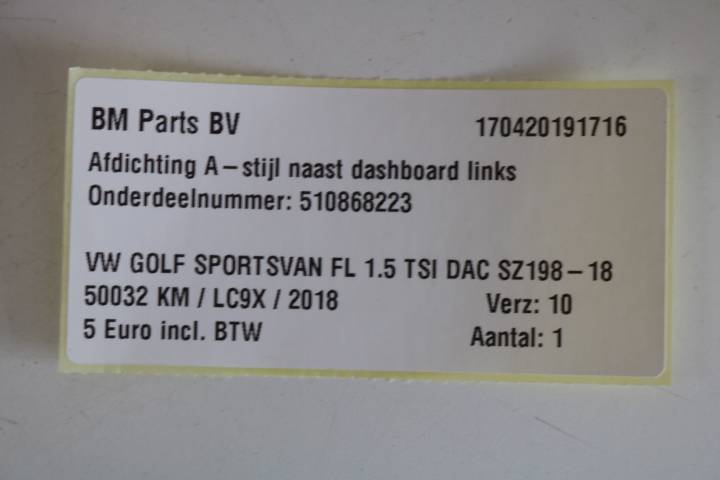 BM Parts BV 170420191716
Afdichting A-stijl naast dashboard links
Onderdeelnummer: 510868223
VW GOLF SPORTSVAN FL 1.5 TSI DAC SZ198-18
50032 KM / LC9X / 2018 Verz: 10
5 Euro incl. BTW Aantal: 1